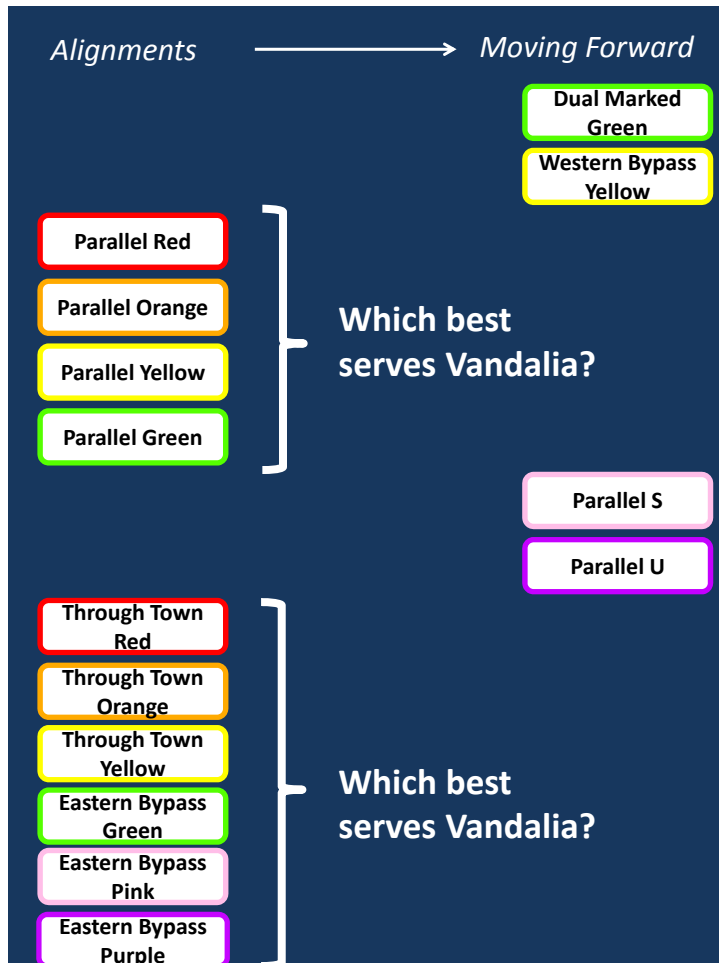 Alignments
Moving Forward
Dual Marked
Green
Western Bypass
Yellow
Parallel Red
Parallel Orange
Parallel Yellow
Parallel Green
Which best
serves Vandalia?
Parallel S
Parallel U
Through Town
Red
Through Town
Orange
Through Town
Yellow
Eastern Bypass
Green
Eastern Bypass
Pink
Eastern Bypass
Purple
Which best
serves Vandalia?